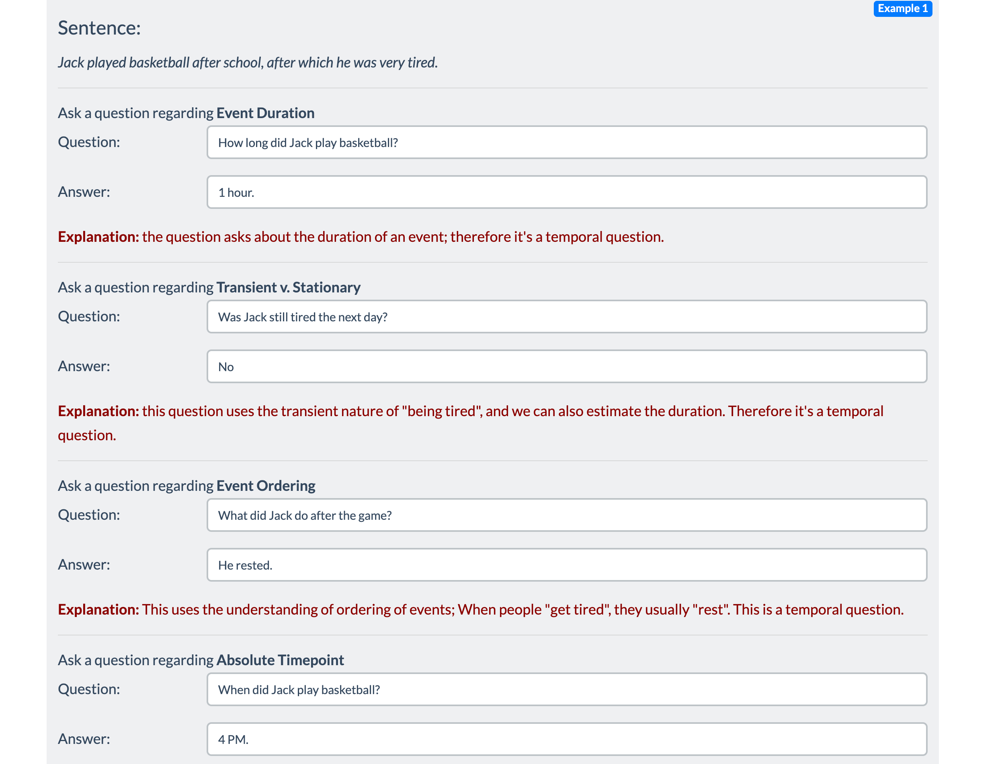 Example 1
Sentence:
Jack played basketball after school, after which he was very tired.
Ask a question regarding Event Duration
Question:
How long did Jack play basketball?
Answer:
1 hour.
Explanation: the question asks about the duration of an event; therefore it's a temporal question.
Ask a question regarding Transient v. Stationary
Question:
Was Jack still tired the next day?
Answer:
No
Explanation: this question uses the transient nature of "being tired", and we can also estimate the duration. Therefore it's a temporal
question.
Ask a question regarding Event Ordering
Question:
What did Jack do after the game?
Answer:
He rested.
Explanation: This uses the understanding of ordering of events; When people "get tired", they usually "rest". This is a temporal question.
Ask a question regarding Absolute Timepoint
Question:
When did Jack play basketball?
Answer:
4 PM.